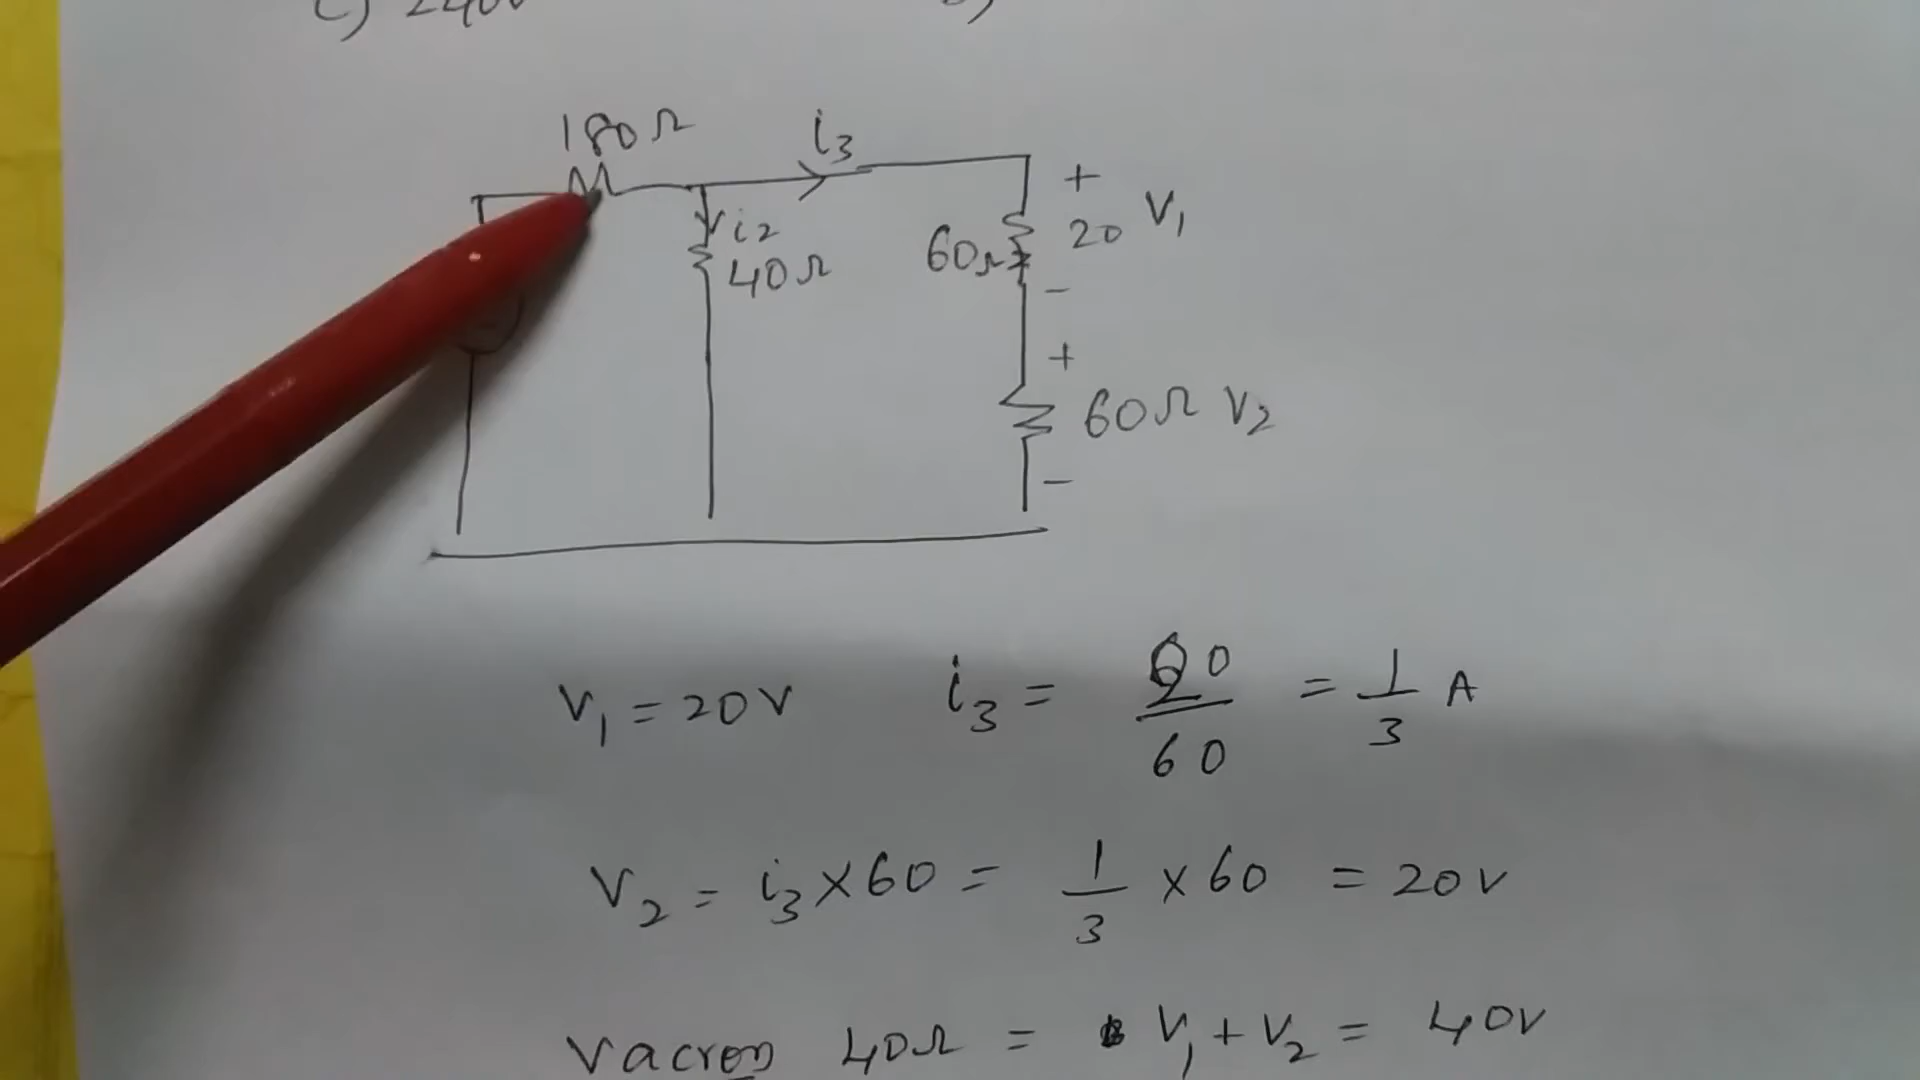 C) 240V
180Ω
i3
+
20 V1
i2
40Ω
60Ω
-
+
60Ω V2
-
V1 = 20V i3 = 20/60 = 1/3 A
V2 = i3 × 60 = 1/3 × 60 = 20V
40Ω = V1 + V2 = 40V